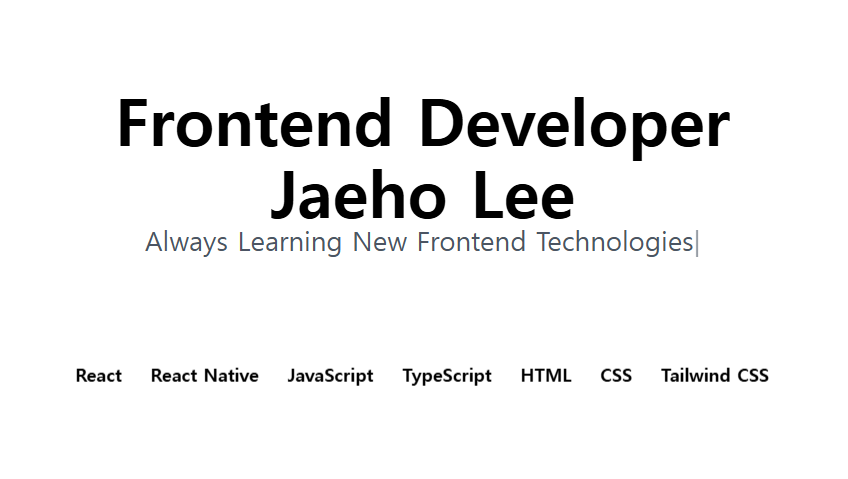 Frontend Developer
Jaeho Lee
Always Learning New Frontend Technologies|
React React Native JavaScript TypeScript HTML CSS Tailwind CSS